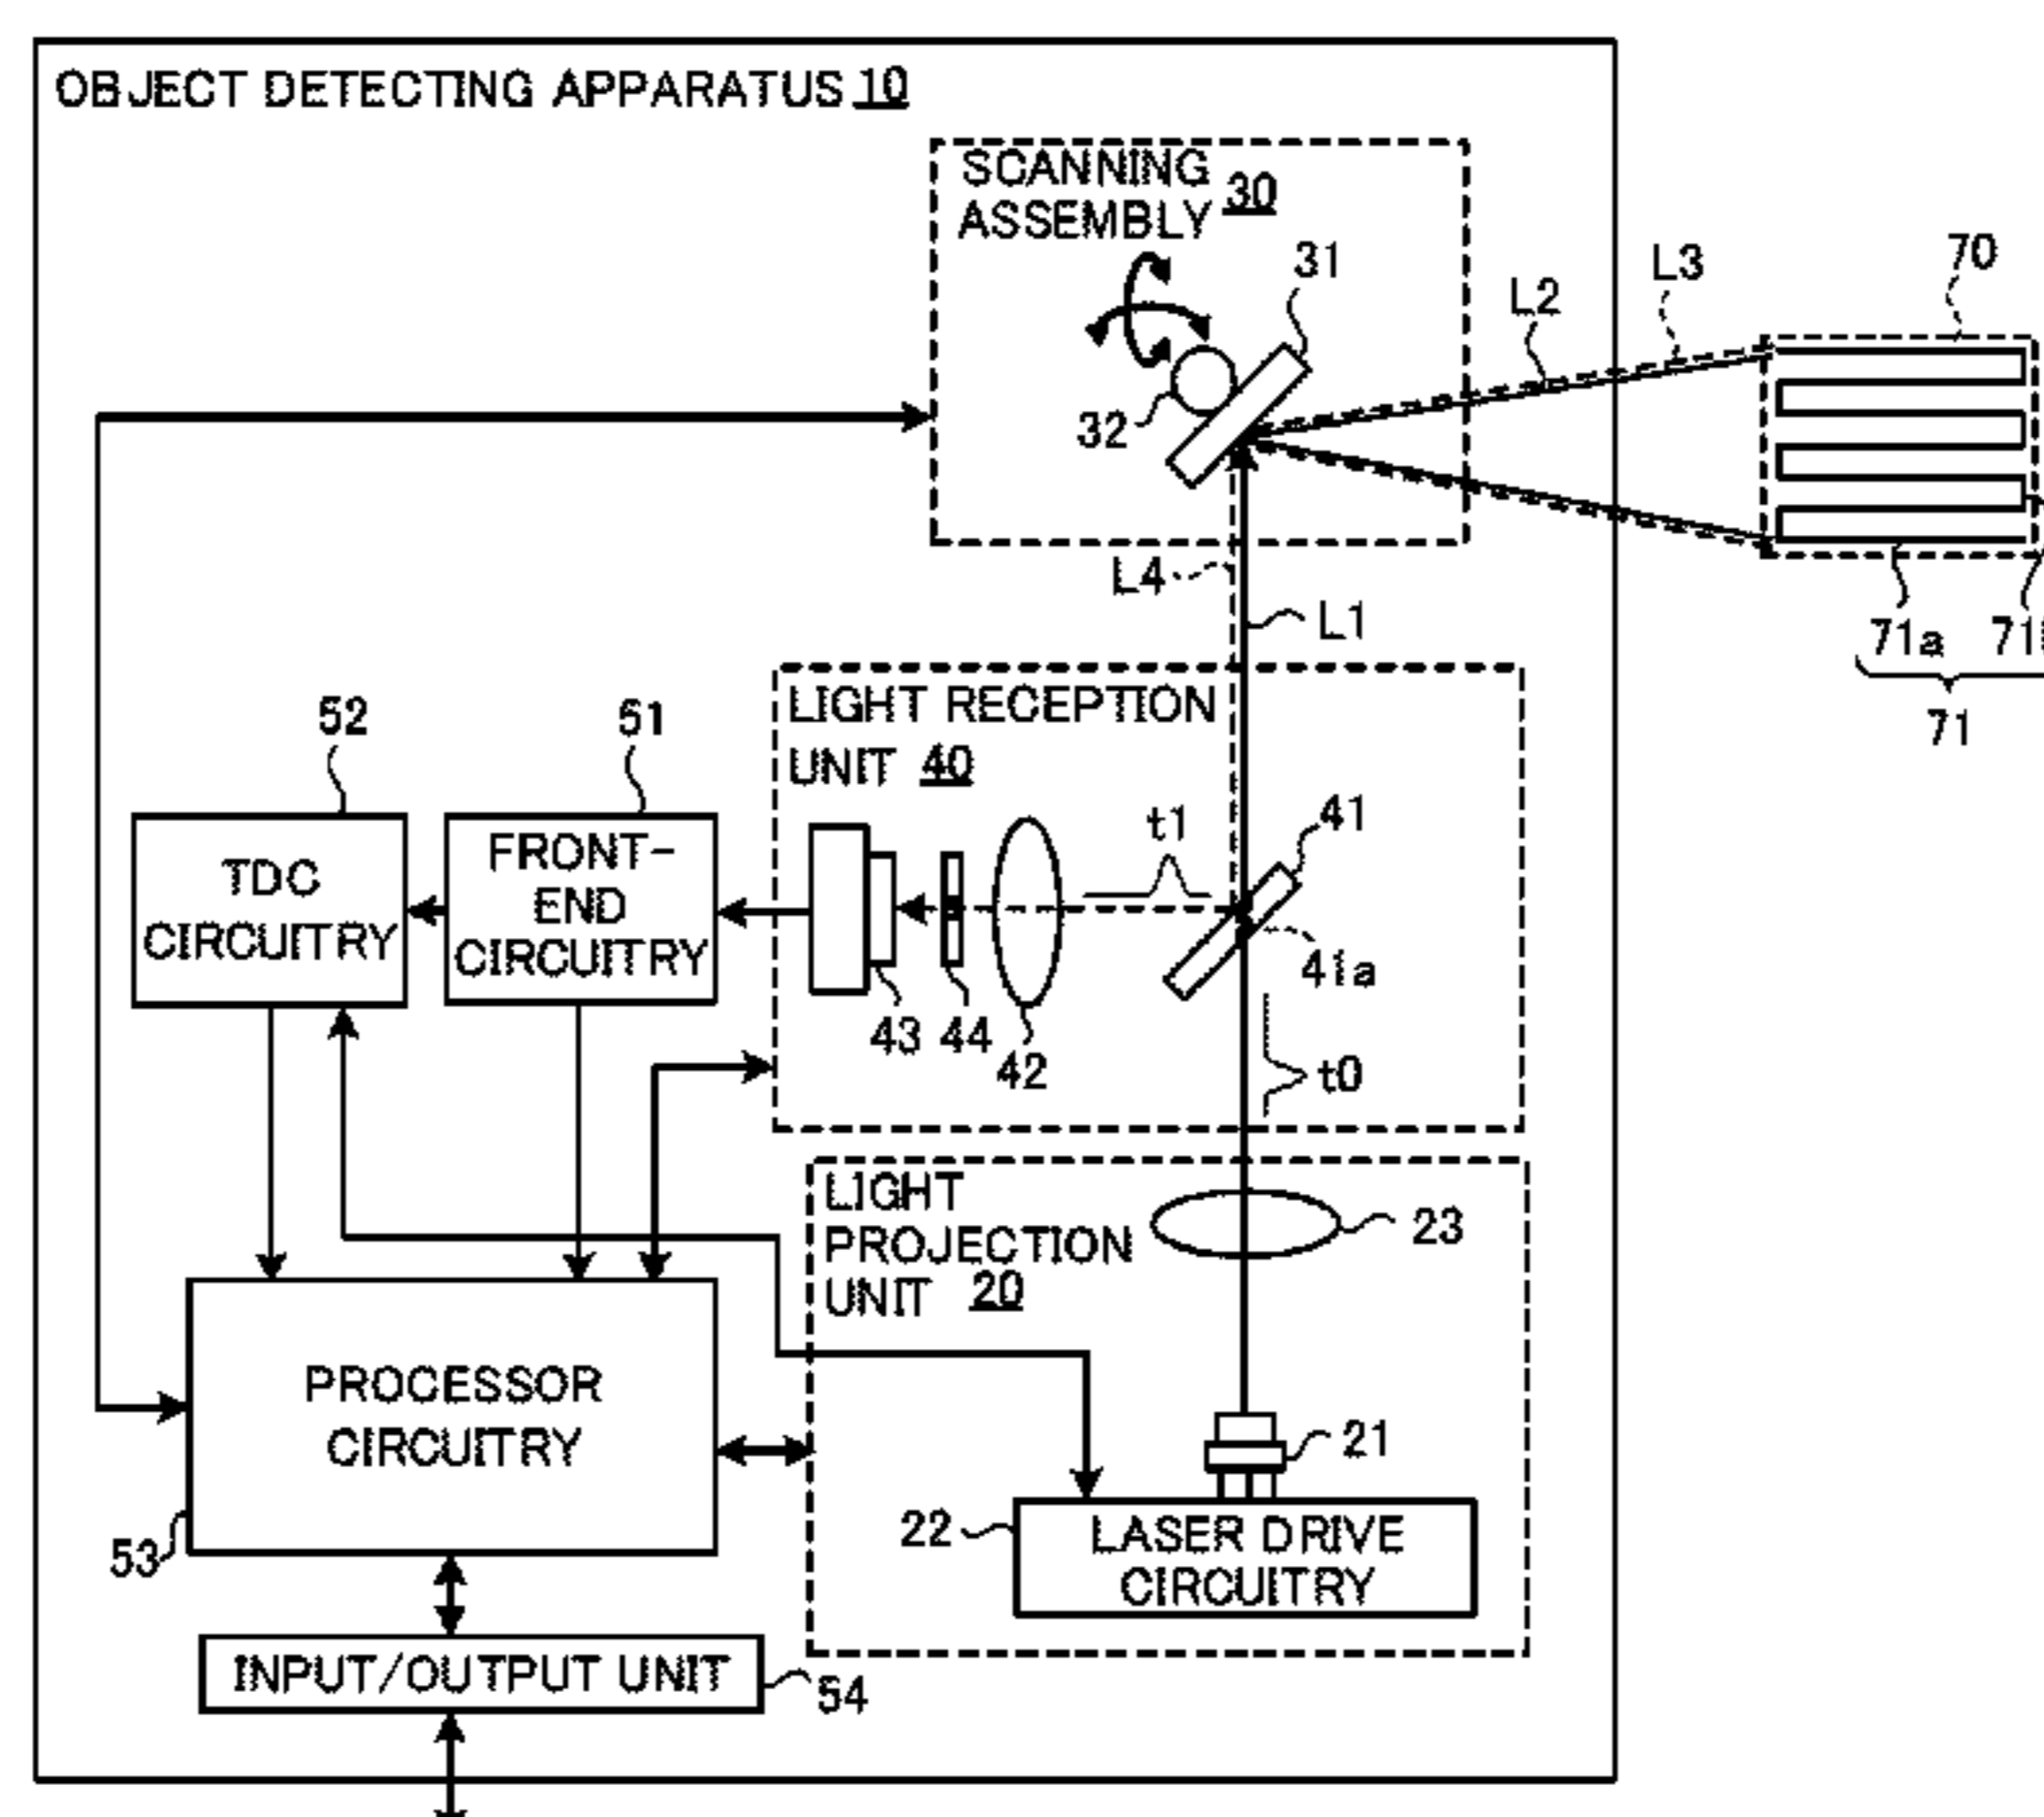 OBJECT DETECTING APPARATUS 10
SCANNING
ASSEMBLY 30
31
32
L2
L3
70
L4
L1
71a
71
LIGHT RECEPTION
UNIT 40
52
51
TDC
CIRCUITRY
FRONT-
END
CIRCUITRY
t1
41
41a
43
44
42
t0
LIGHT
PROJECTION
UNIT 20
23
PROCESSOR
CIRCUITRY
21
22
LASER DRIVE
CIRCUITRY
53
INPUT/OUTPUT UNIT
54